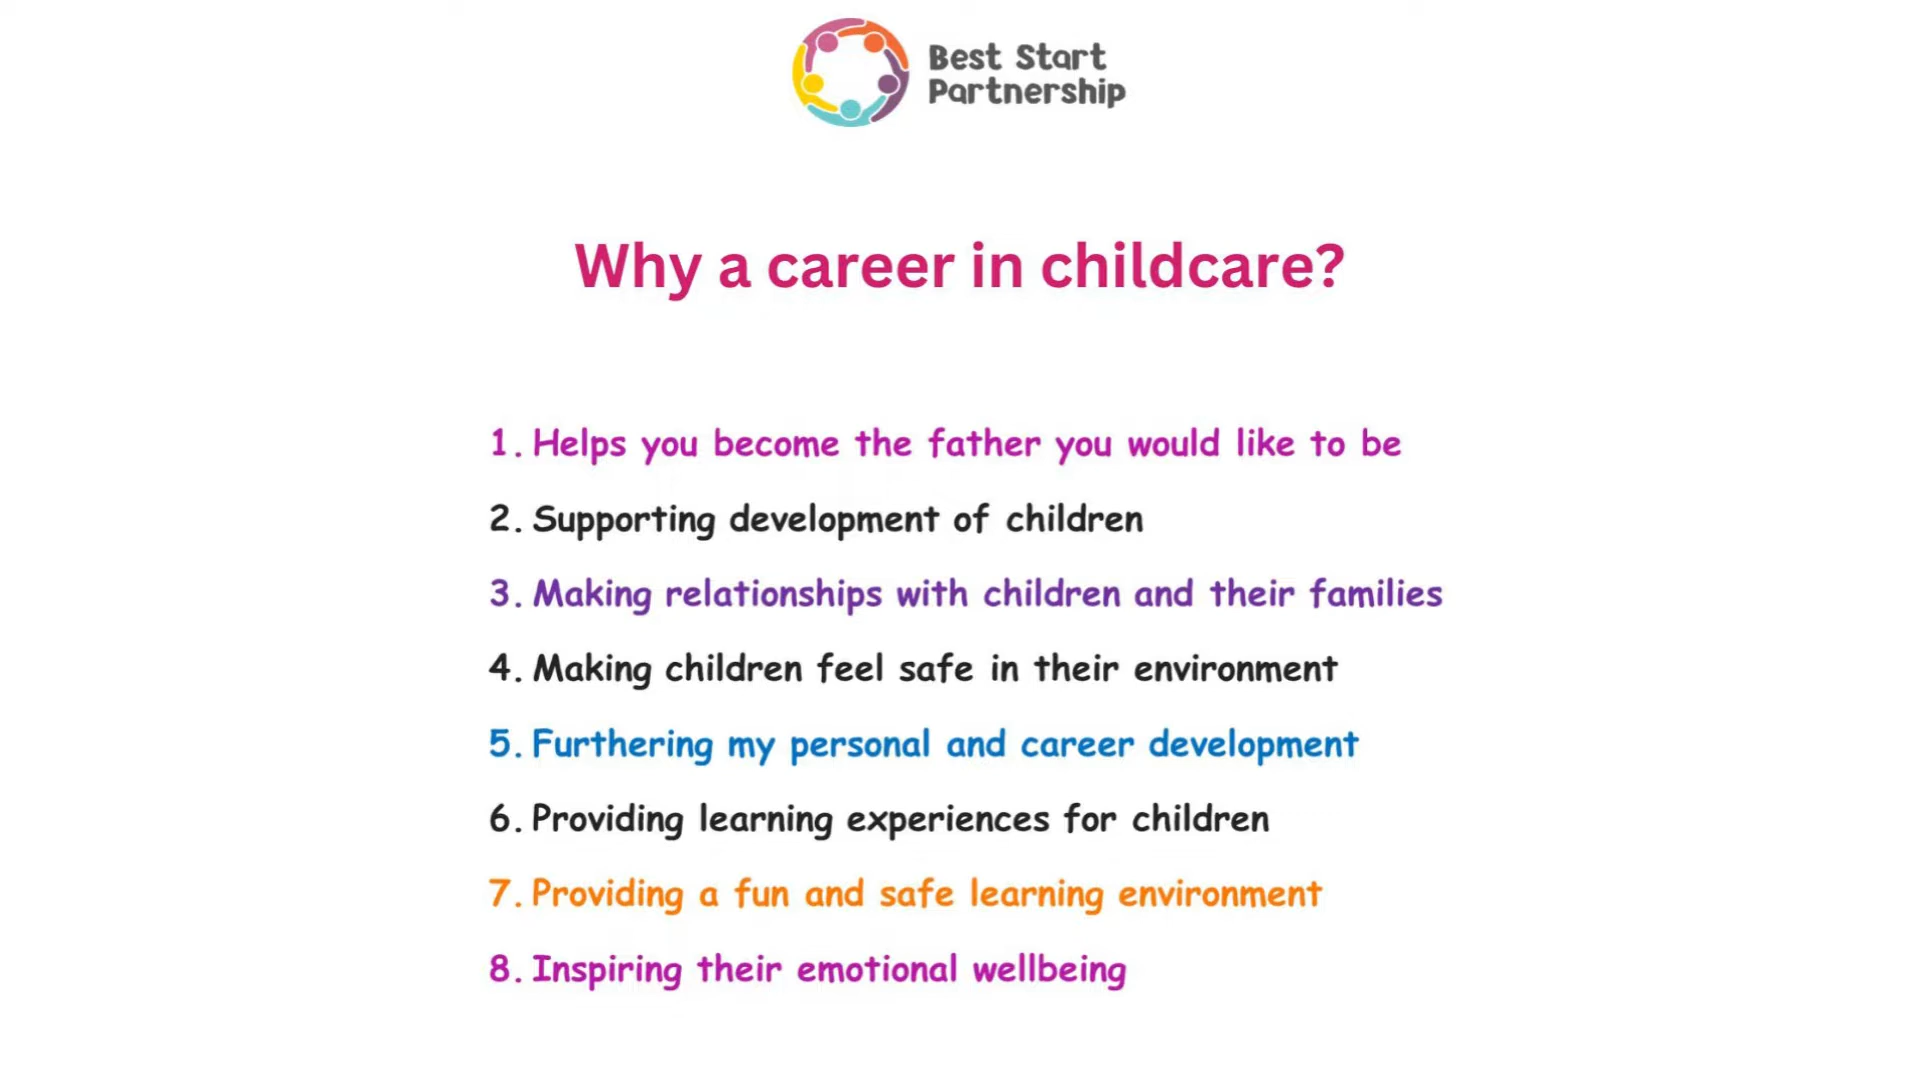 Best Start
Partnership
Why a career in childcare?
1. Helps you become the father you would like to be
2. Supporting development of children
3. Making relationships with children and their families
4. Making children feel safe in their environment
5. Furthering my personal and career development
6. Providing learning experiences for children
7. Providing a fun and safe learning environment
8. Inspiring their emotional wellbeing